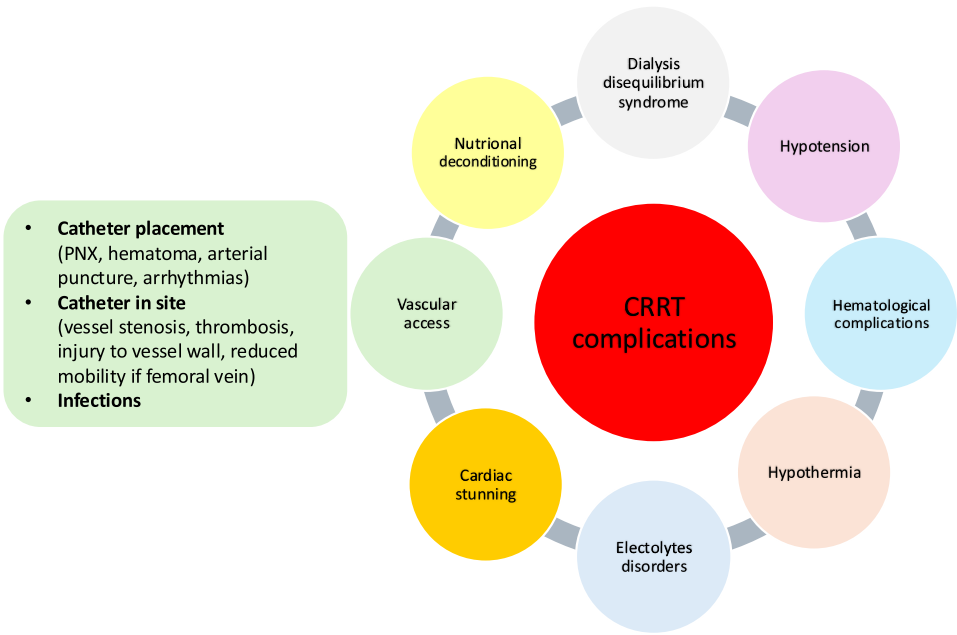 Dialysis
disequilibrium
syndrome
Nutrional
deconditioning
Hypotension
• Catheter placement
(PNX, hematoma, arterial
puncture, arrhythmias)
• Catheter in site
(vessel stenosis, thrombosis,
injury to vessel wall, reduced
mobility if femoral vein)
• Infections
Vascular
access
CRRT
complications
Hematological
complications
Cardiac
stunning
Hypothermia
Electolytes
disorders